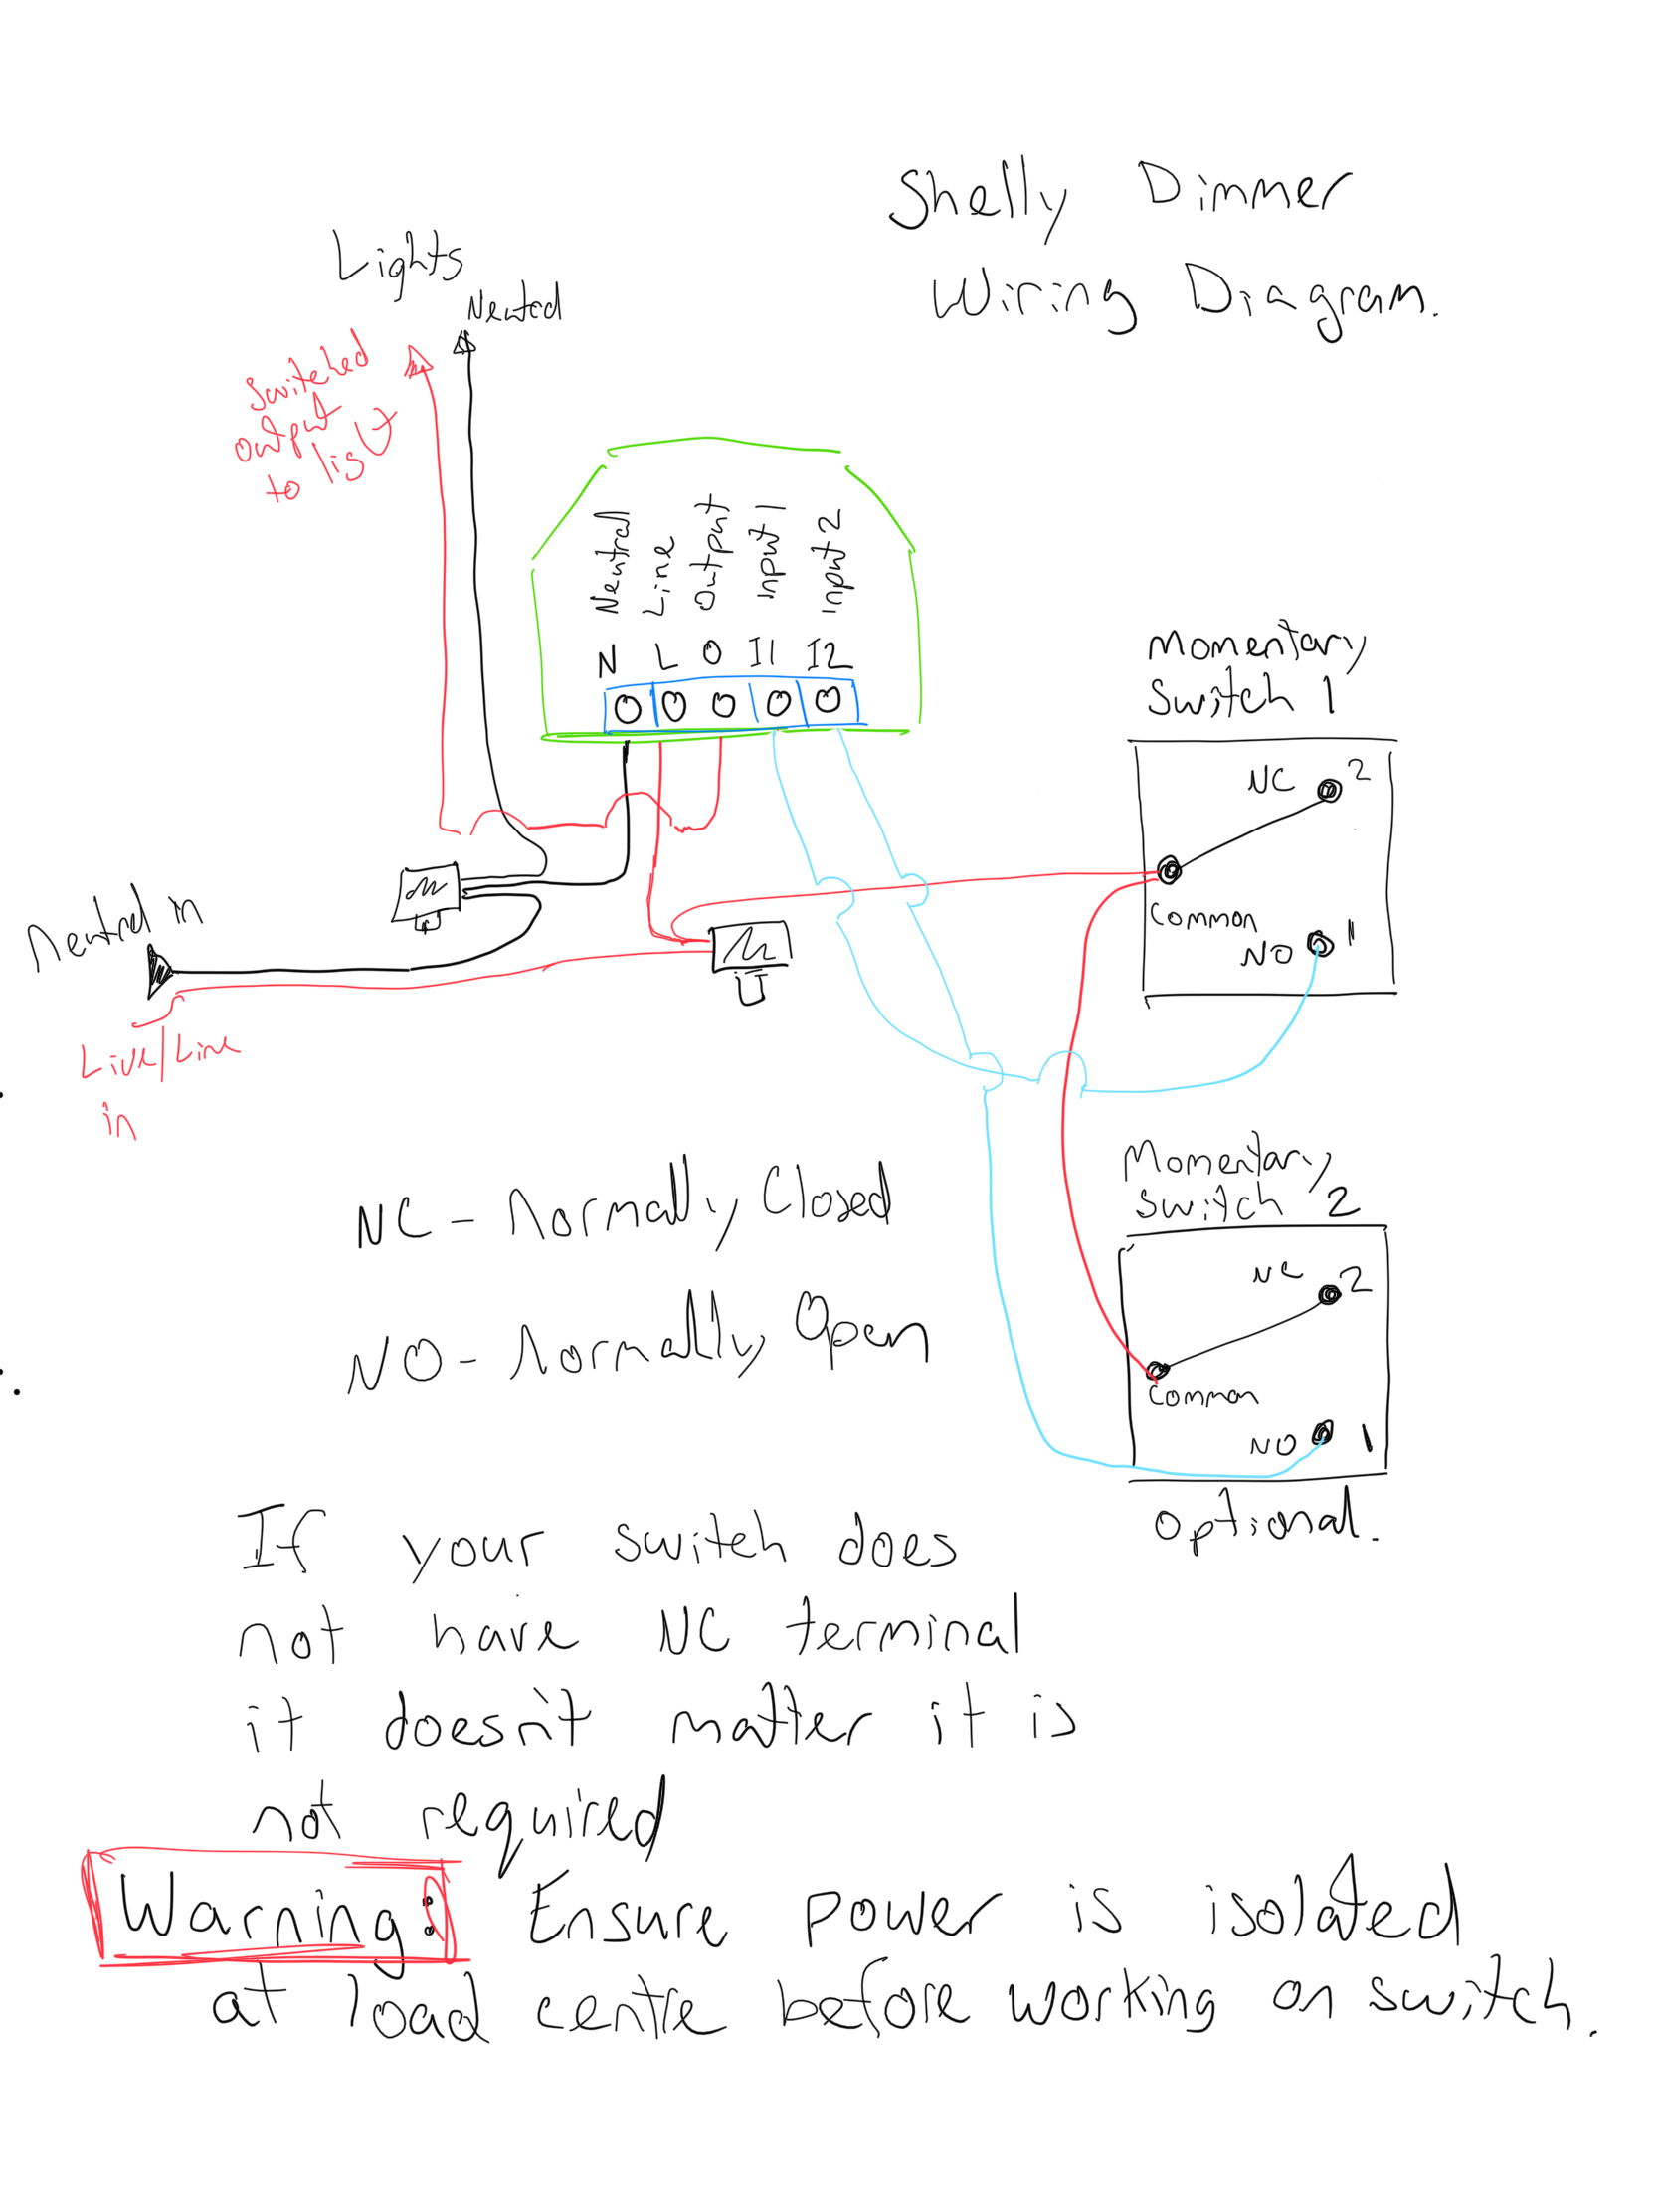 Shelly Dimmer
Wiring Diagram.
Lights
Neutral
Switched
output
to light
Neutral
Line
Output
Input 1
Input 2
N L O I1 I2
Momentary
Switch 1
NC 2
Common
NO 1
Neutral in
Live/Line
in
NC - Normally Closed
NO - Normally Open
Momentary
Switch 2
NC 2
Common
NO 1
Optional.
If your switch does
not have NC terminal
it doesn't matter it is
not required
Warning: Ensure power is isolated
at load centre before working on switch.